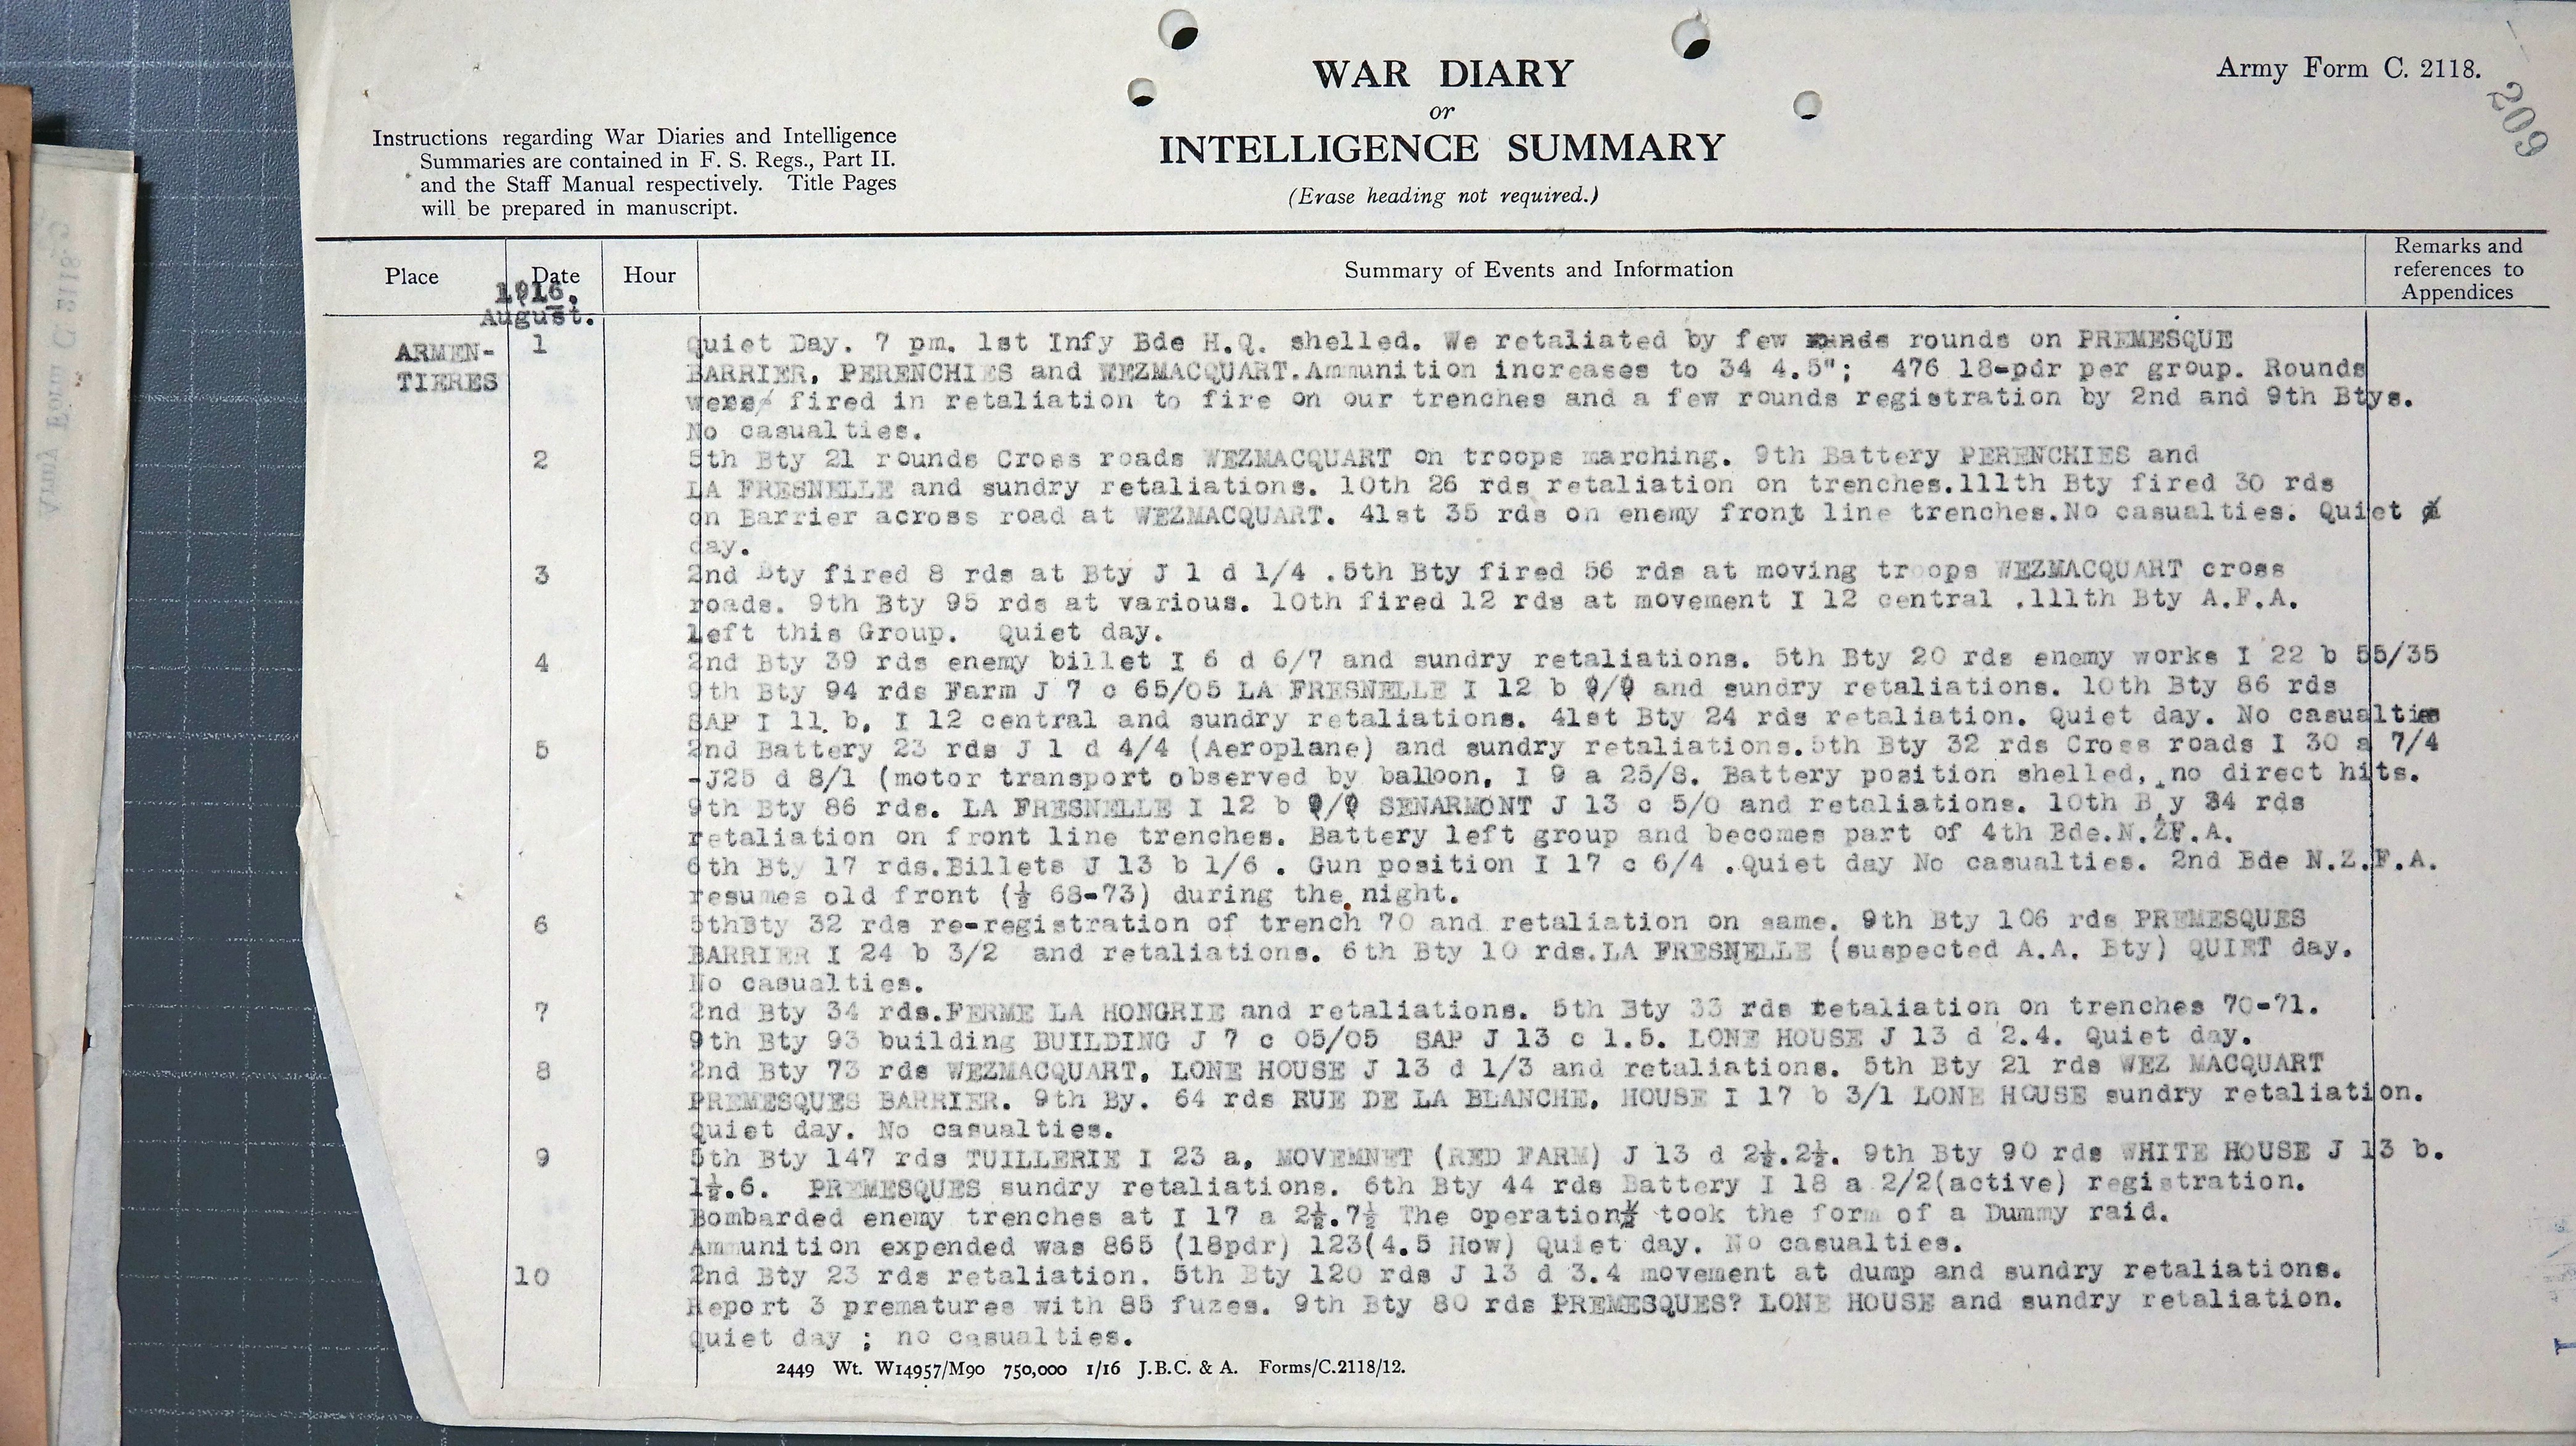 Army Form C. 2118.
209
WAR DIARY
or
INTELLIGENCE SUMMARY
(Erase heading not required.)
Instructions regarding War Diaries and Intelligence
Summaries are contained in F. S. Regs., Part II.
and the Staff Manual respectively. Title Pages
will be prepared in manuscript.
Place Date Hour Summary of Events and Information Remarks and
references to
Appendices
1916.
August.
ARMEN-
TIERES
1 Quiet Day. 7 pm. 1st Infy Bde H.Q. shelled. We retaliated by few rounds on PREMESQUE
BARRIER, PERENCHIES and WEZMACQUART.Ammunition increases to 34 4.5"; 476 18-pdr per group. Rounds
were fired in retaliation to fire on our trenches and a few rounds registration by 2nd and 9th Btys.
No casualties.
2 5th Bty 21 rounds Cross roads WEZMACQUART on troops marching. 9th Battery PERENCHIES and
LA FRESNELLE and sundry retaliations. 10th 26 rds retaliation on trenches.111th Bty fired 30 rds
on Barrier across road at WEZMACQUART. 41st 35 rds on enemy front line trenches.No casualties. Quiet
day.
3 2nd Bty fired 8 rds at Bty J 1 d 1/4 .5th Bty fired 56 rds at moving troops WEZMACQUART cross
roads. 9th Bty 95 rds at various. 10th fired 12 rds at movement I 12 central .111th Bty A.F.A.
Left this Group. Quiet day.
4 2nd Bty 39 rds enemy billet I 6 d 6/7 and sundry retaliations. 5th Bty 20 rds enemy works I 22 b 55/35
9th Bty 94 rds Farm J 7 c 65/05 LA FRESNELLE I 12 b 9/9 and sundry retaliations. 10th Bty 86 rds
SAP I 11. b, I 12 central and sundry retaliations. 41st Bty 24 rds retaliation. Quiet day. No casualties
5 2nd Battery 23 rds J 1 d 4/4 (Aeroplane) and sundry retaliations.5th Bty 32 rds Cross roads I 30 a 7/4
-J25 d 8/1 (motor transport observed by balloon, I 9 a 25/8. Battery position shelled, no direct hits.
9th Bty 86 rds. LA FRESNELLE I 12 b 9/9 SENARMONT J 13 c 5/0 and retaliations. 10th B,y 34 rds
retaliation on front line trenches. Battery left group and becomes part of 4th Bde.N.ZF.A.
6th Bty 17 rds.Billets J 13 b 1/6 . Gun position I 17 c 6/4 .Quiet day No casualties. 2nd Bde N.Z.F.A.
resumes old front (½ 68-73) during the night.
6 5thBty 32 rds re-registration of trench 70 and retaliation on same. 9th Bty 106 rds PREMESQUES
BARRIER I 24 b 3/2 and retaliations. 6th Bty 10 rds.LA FRESNELLE (suspected A.A. Bty) QUIET day.
No casualties.
7 2nd Bty 34 rds.FERME LA HONGRIE and retaliations. 5th Bty 33 rds retaliation on trenches 70-71.
9th Bty 93 building BUILDING J 7 c 05/05 SAP J 13 c 1.5. LONE HOUSE J 13 d 2.4. Quiet day.
8 2nd Bty 73 rds WEZMACQUART, LONE HOUSE J 13 d 1/3 and retaliations. 5th Bty 21 rds WEZ MACQUART
PREMESQUES BARRIER. 9th By. 64 rds RUE DE LA BLANCHE, HOUSE I 17 b 3/1 LONE HOUSE sundry retaliation.
Quiet day. No casualties.
9 5th Bty 147 rds TUILLERIE I 23 a, MOVEMNET (RED FARM) J 13 d 2½.2½. 9th Bty 90 rds WHITE HOUSE J 13 b.
1½.6. PREMESQUES sundry retaliations. 6th Bty 44 rds Battery I 18 a 2/2(active) registration.
Bombarded enemy trenches at I 17 a 2½.7½ The operation took the form of a Dummy raid.
Ammunition expended was 865 (18pdr) 123(4.5 How) Quiet day. No casualties.
10 2nd Bty 23 rds retaliation. 5th Bty 120 rds J 13 d 3.4 movement at dump and sundry retaliations.
Report 3 prematures with 85 fuzes. 9th Bty 80 rds PREMESQUES? LONE HOUSE and sundry retaliation.
Quiet day ; no casualties.
2449 Wt. W14957/M90 750,000 1/16 J.B.C. & A. Forms/C.2118/12.